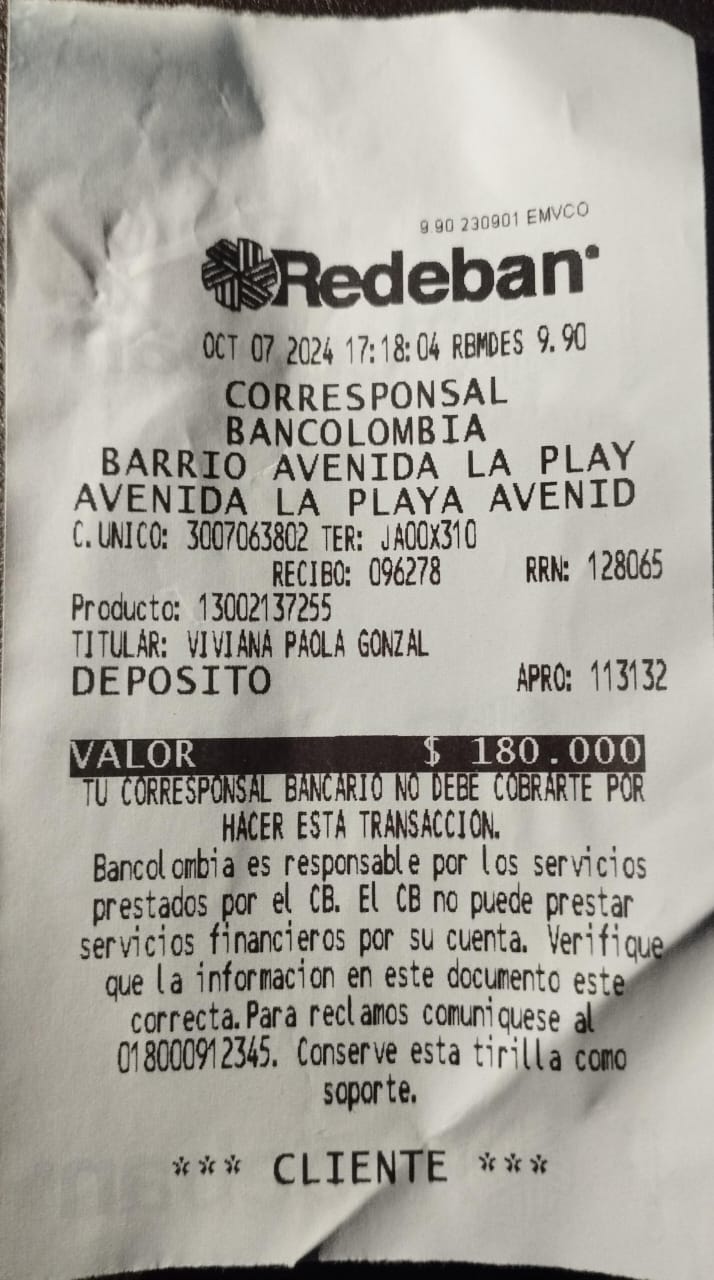 9.90 230901 EMVCO
Redeban
OCT 07 2024 17:18:04 RBMDES 9.90
CORRESPONSAL
BANCOLOMBIA
BARRIO AVENIDA LA PLAY
AVENIDA LA PLAYA AVENID
C.UNICO: 3007063802 TER: JA00X310
RECIBO: 096278 RRN: 128065
Producto: 13002137255
TITULAR: VIVIANA PAOLA GONZAL
DEPOSITO APRO: 113132
VALOR $ 180.000
TU CORRESPONSAL BANCARIO NO DEBE COBRARTE POR
HACER ESTA TRANSACCION.
Bancolombia es responsable por los servicios
prestados por el CB. El CB no puede prestar
servicios financieros por su cuenta. Verifique
que la informacion en este documento este
correcta.Para reclamos comuniquese al
018000912345. Conserve esta tirilla como
soporte.
*** CLIENTE ***